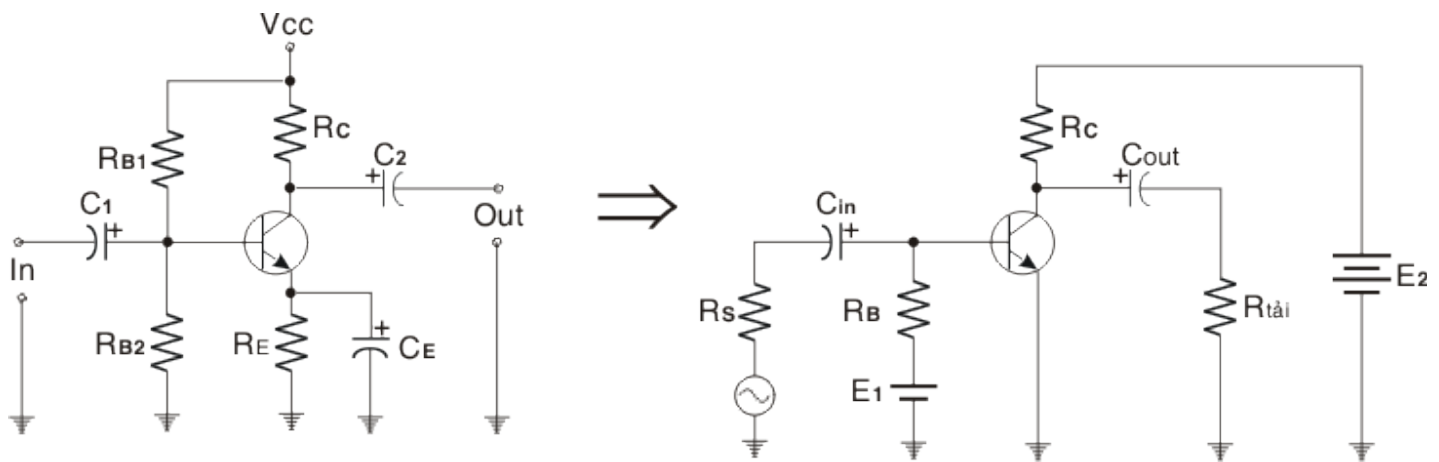 Vcc
RC
RB1
C2
C1
Out
In
RB2
RE
CE
RC
Cout
Cin
RS
RB
Rtải
E2
E1